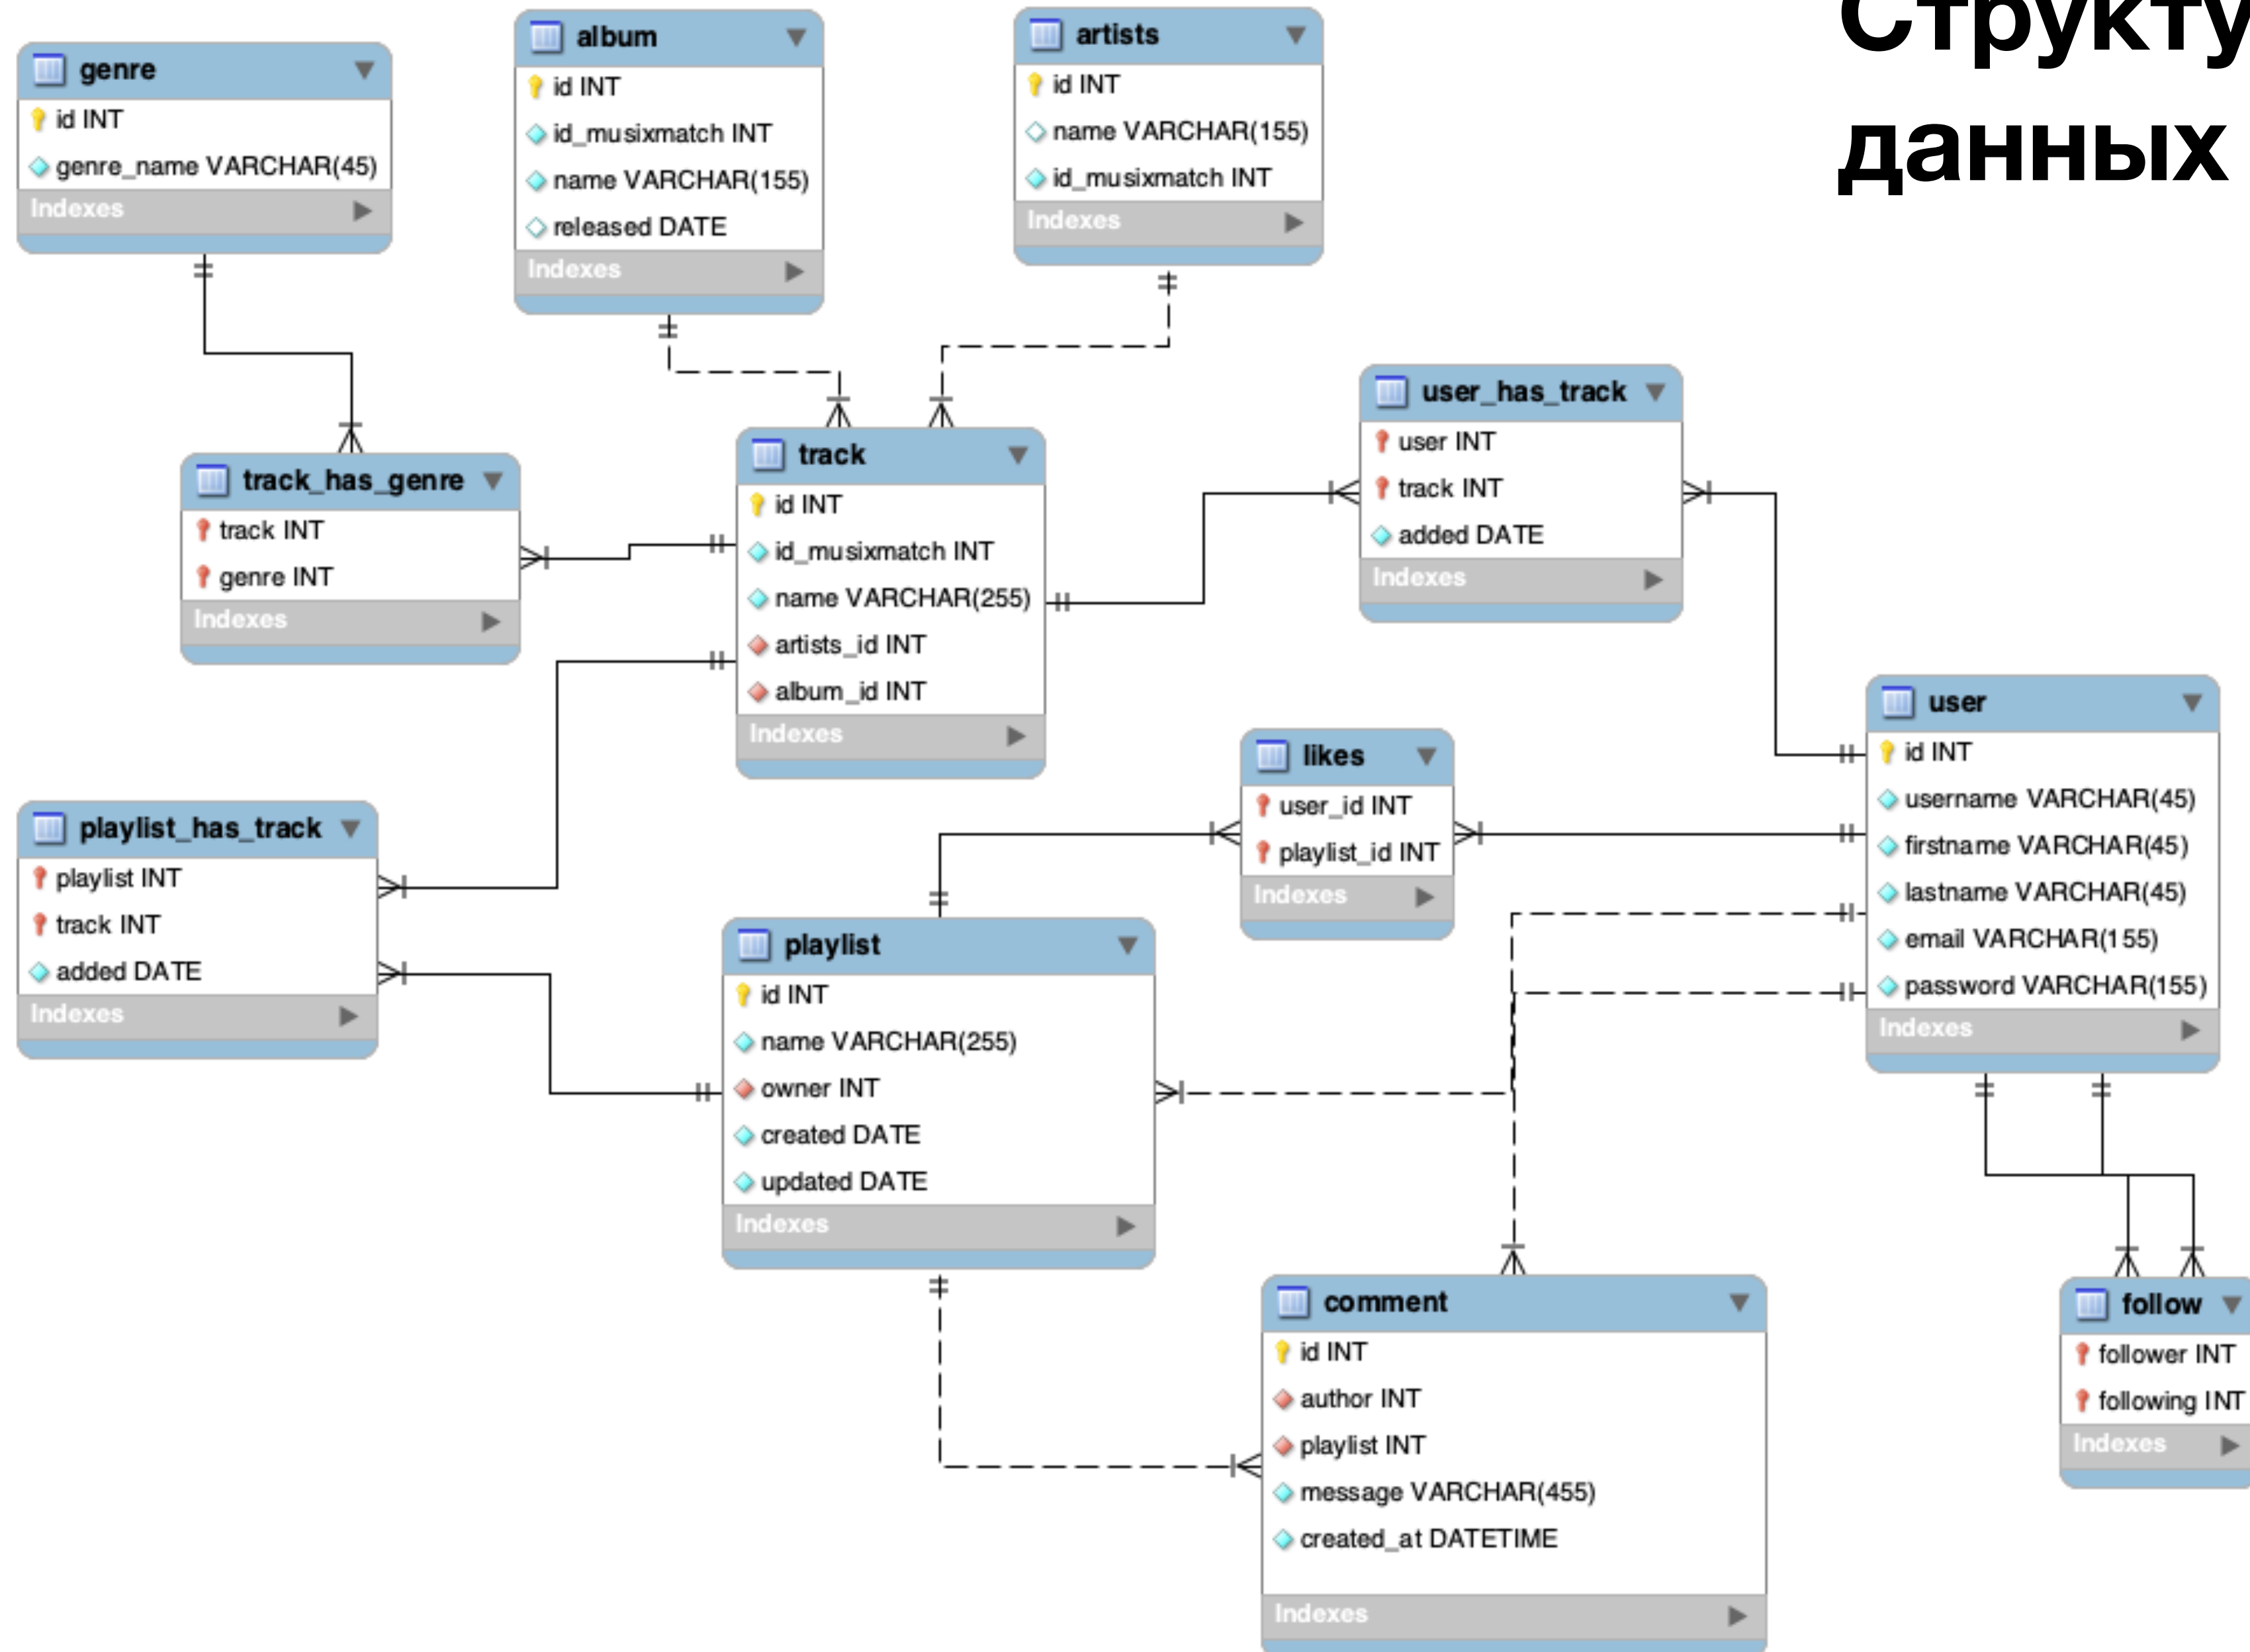 Структу
данных
genre
id INT
genre_name VARCHAR(45)
Indexes
album
id INT
id_musixmatch INT
name VARCHAR(155)
released DATE
Indexes
artists
id INT
name VARCHAR(155)
id_musixmatch INT
Indexes
track_has_genre
track INT
genre INT
Indexes
track
id INT
id_musixmatch INT
name VARCHAR(255)
artists_id INT
album_id INT
Indexes
user_has_track
user INT
track INT
added DATE
Indexes
user
id INT
username VARCHAR(45)
firstname VARCHAR(45)
lastname VARCHAR(45)
email VARCHAR(155)
password VARCHAR(155)
Indexes
likes
user_id INT
playlist_id INT
Indexes
playlist_has_track
playlist INT
track INT
added DATE
Indexes
playlist
id INT
name VARCHAR(255)
owner INT
created DATE
updated DATE
Indexes
comment
id INT
author INT
playlist INT
message VARCHAR(455)
created_at DATETIME
Indexes
follow
follower INT
following INT
Indexes